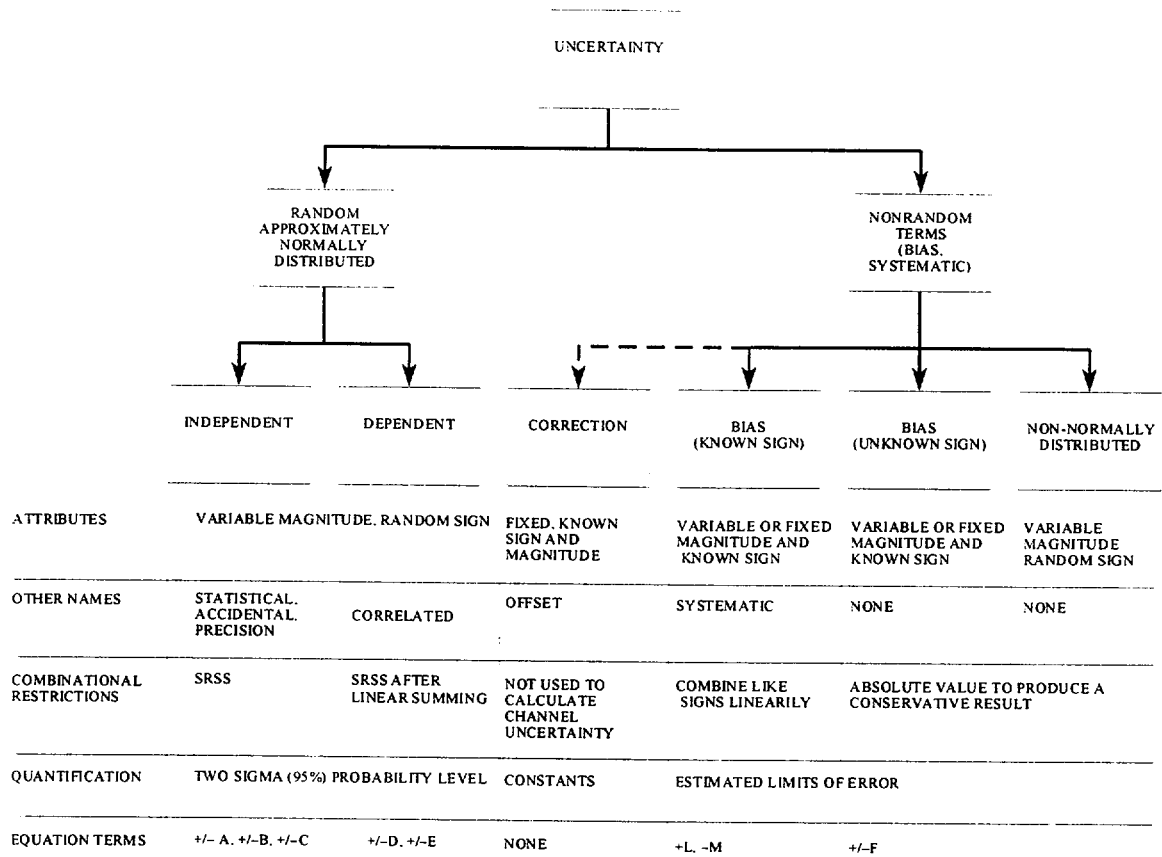 UNCERTAINTY
RANDOM
APPROXIMATELY
NORMALLY
DISTRIBUTED
NONRANDOM
TERMS
(BIAS,
SYSTEMATIC)
INDEPENDENT
DEPENDENT
CORRECTION
BIAS
(KNOWN SIGN)
BIAS
(UNKNOWN SIGN)
NON-NORMALLY
DISTRIBUTED
ATTRIBUTES
VARIABLE MAGNITUDE, RANDOM SIGN
FIXED, KNOWN
SIGN AND
MAGNITUDE
VARIABLE OR FIXED
MAGNITUDE AND
KNOWN SIGN
VARIABLE OR FIXED
MAGNITUDE AND
KNOWN SIGN
VARIABLE
MAGNITUDE
RANDOM SIGN
OTHER NAMES
STATISTICAL,
ACCIDENTAL,
PRECISION
CORRELATED
OFFSET
SYSTEMATIC
NONE
NONE
COMBINATIONAL
RESTRICTIONS
SRSS
SRSS AFTER
LINEAR SUMMING
NOT USED TO
CALCULATE
CHANNEL
UNCERTAINTY
COMBINE LIKE
SIGNS LINEARILY
ABSOLUTE VALUE TO PRODUCE A
CONSERVATIVE RESULT
QUANTIFICATION
TWO SIGMA (95%) PROBABILITY LEVEL
CONSTANTS
ESTIMATED LIMITS OF ERROR
EQUATION TERMS
+/– A, +/–B, +/–C
+/–D, +/–E
NONE
+L, –M
+/–F